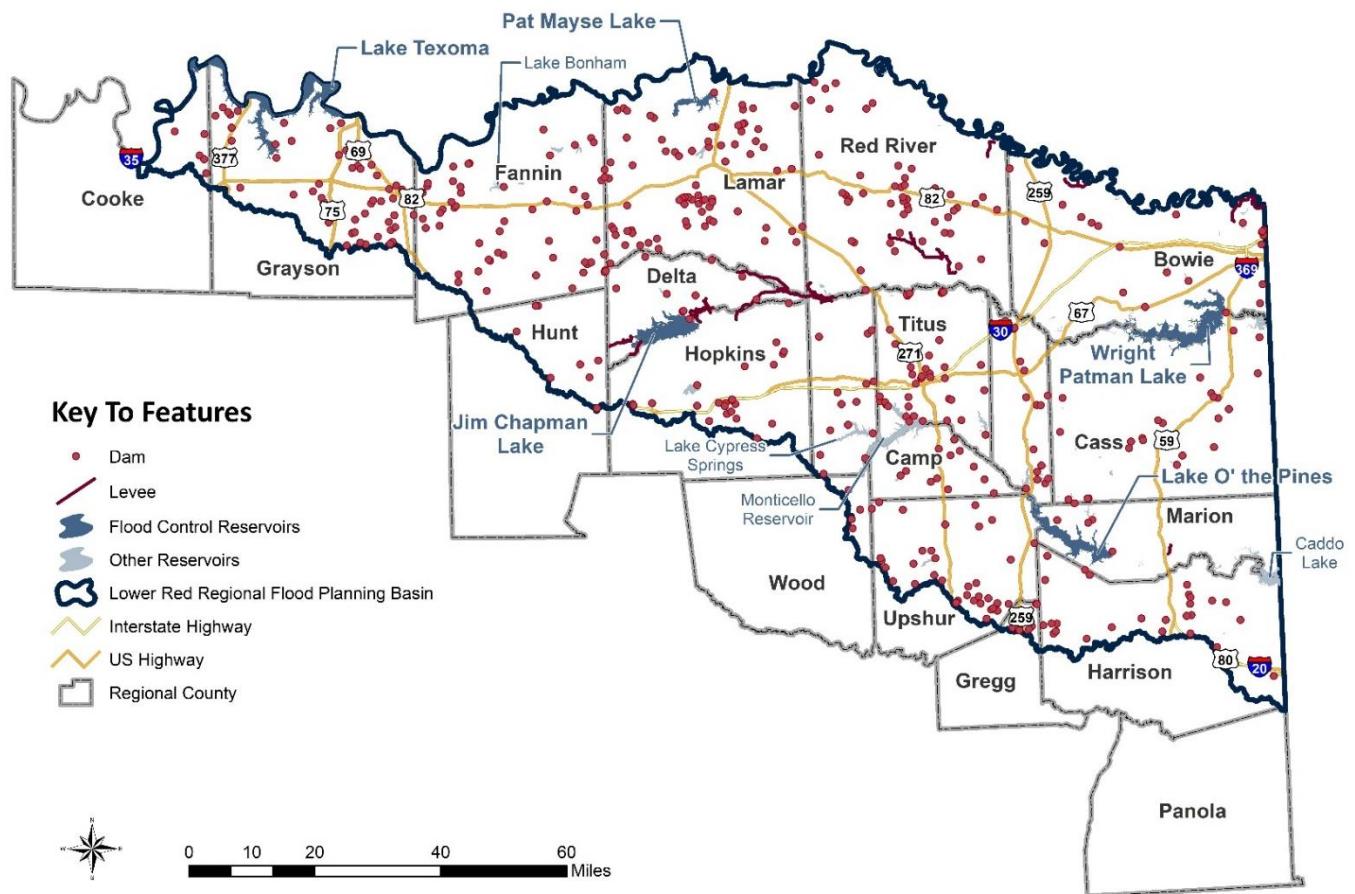 Pat Mayse Lake
Lake Texoma
Lake Bonham
Red River
35
377
69
Fannin
Lamar
259
Cooke
75
82
82
Bowie
369
Grayson
Delta
67
Hunt
Titus
30
271
Hopkins
Wright
Patman Lake
Key To Features
Jim Chapman
Lake
Dam
Lake Cypress
Springs
Camp
Cass
59
Levee
Monticello
Reservoir
Lake O' the Pines
Flood Control Reservoirs
Marion
Other Reservoirs
Caddo
Lake
Wood
Lower Red Regional Flood Planning Basin
Interstate Highway
Upshur
259
US Highway
80
20
Harrison
Gregg
Regional County
Panola
N
0 10 20 40 60
Miles